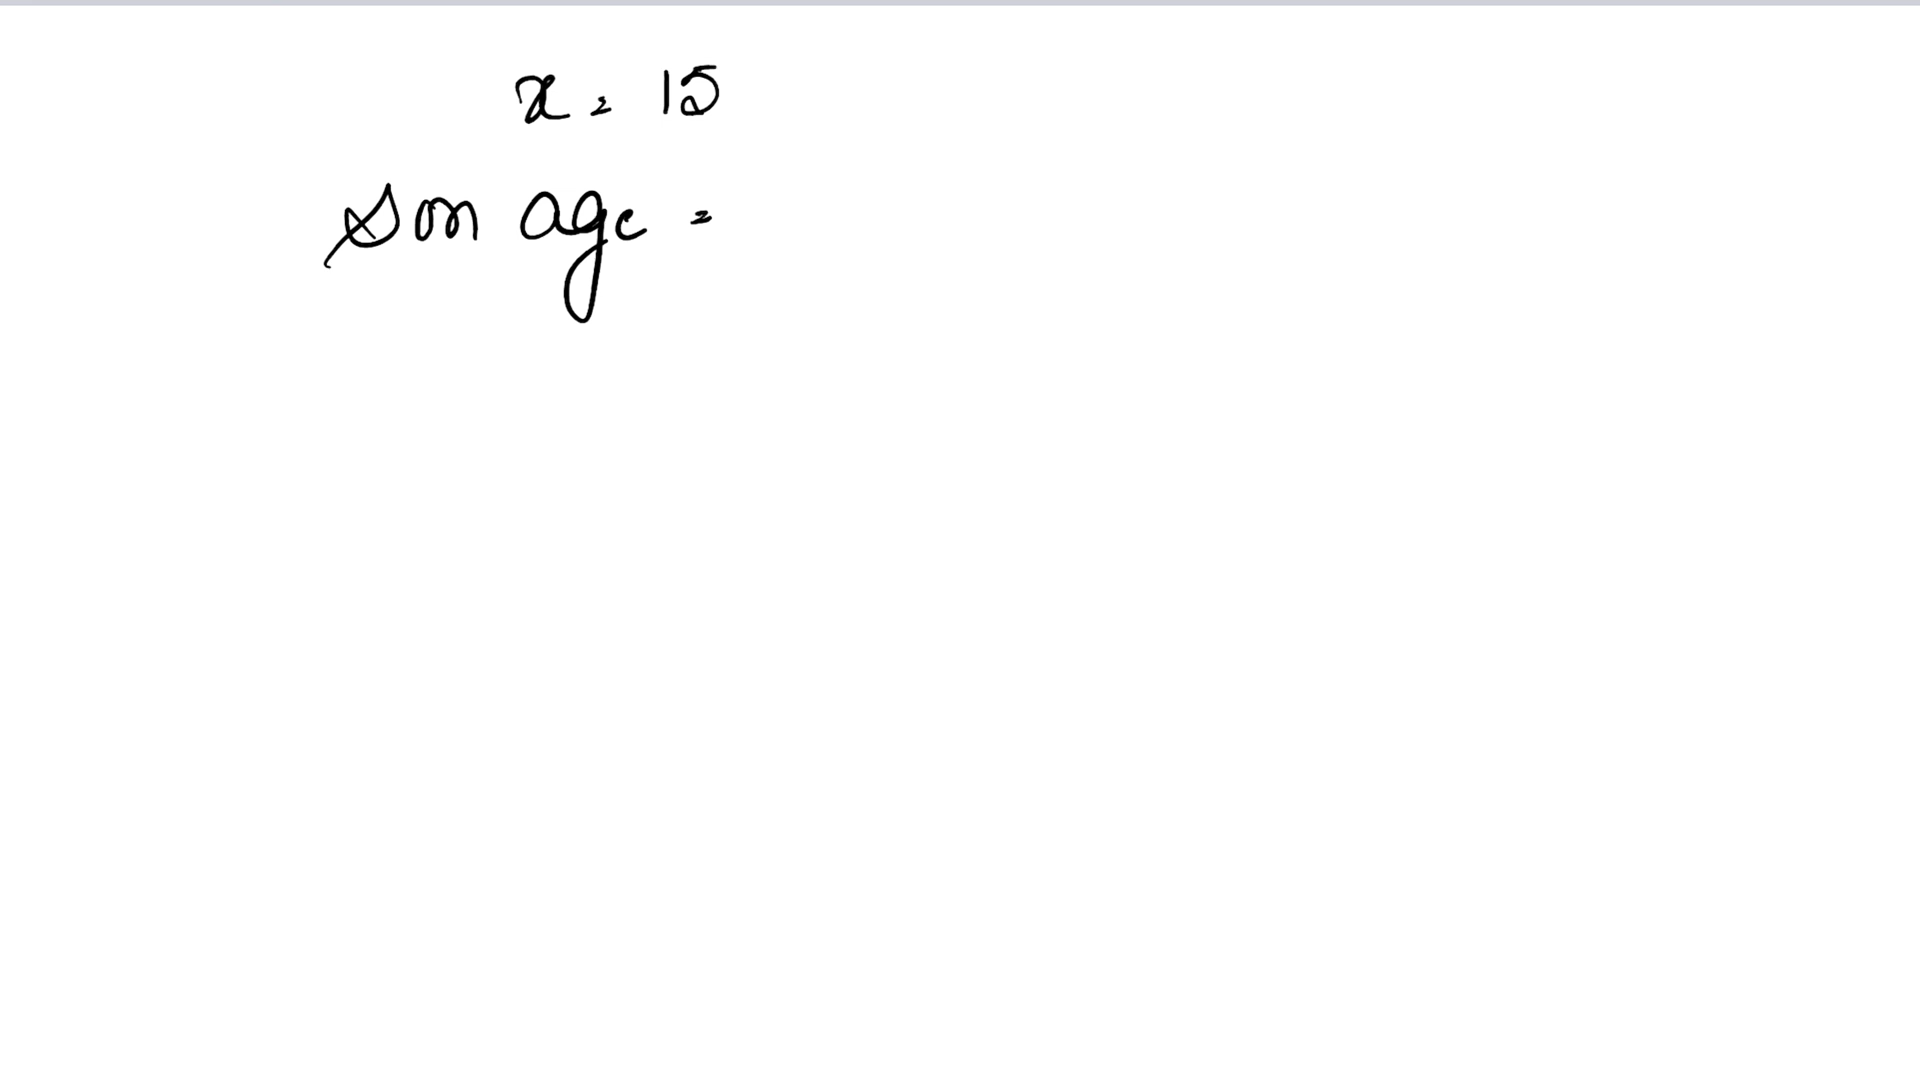 x = 15
Son age =